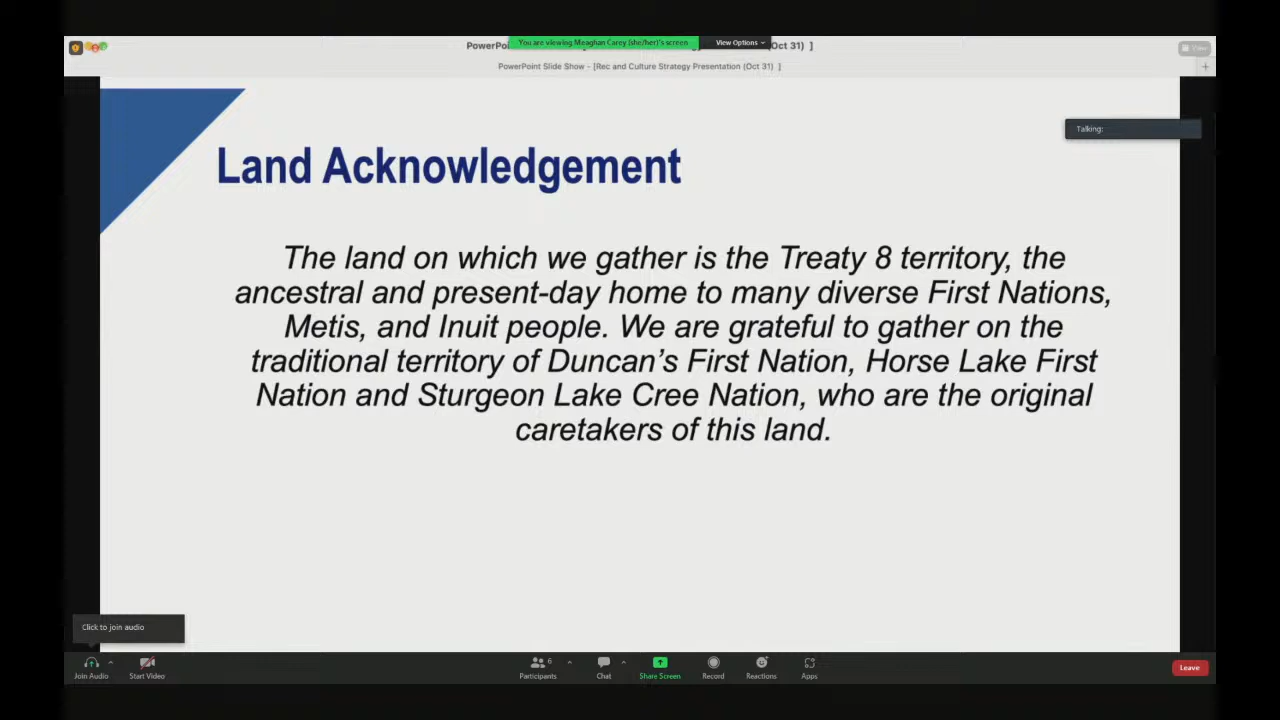 PowerPoi
You are viewing Meaghan Carey (she/her)'s screen
View Options
(Oct 31) ]
PowerPoint Slide Show - [Rec and Culture Strategy Presentation (Oct 31) ]
View
Talking:
Land Acknowledgement
The land on which we gather is the Treaty 8 territory, the
ancestral and present-day home to many diverse First Nations,
Metis, and Inuit people. We are grateful to gather on the
traditional territory of Duncan’s First Nation, Horse Lake First
Nation and Sturgeon Lake Cree Nation, who are the original
caretakers of this land.
Click to join audio
Join Audio
Start Video
6
Participants
Chat
Share Screen
Record
Reactions
Apps
Leave